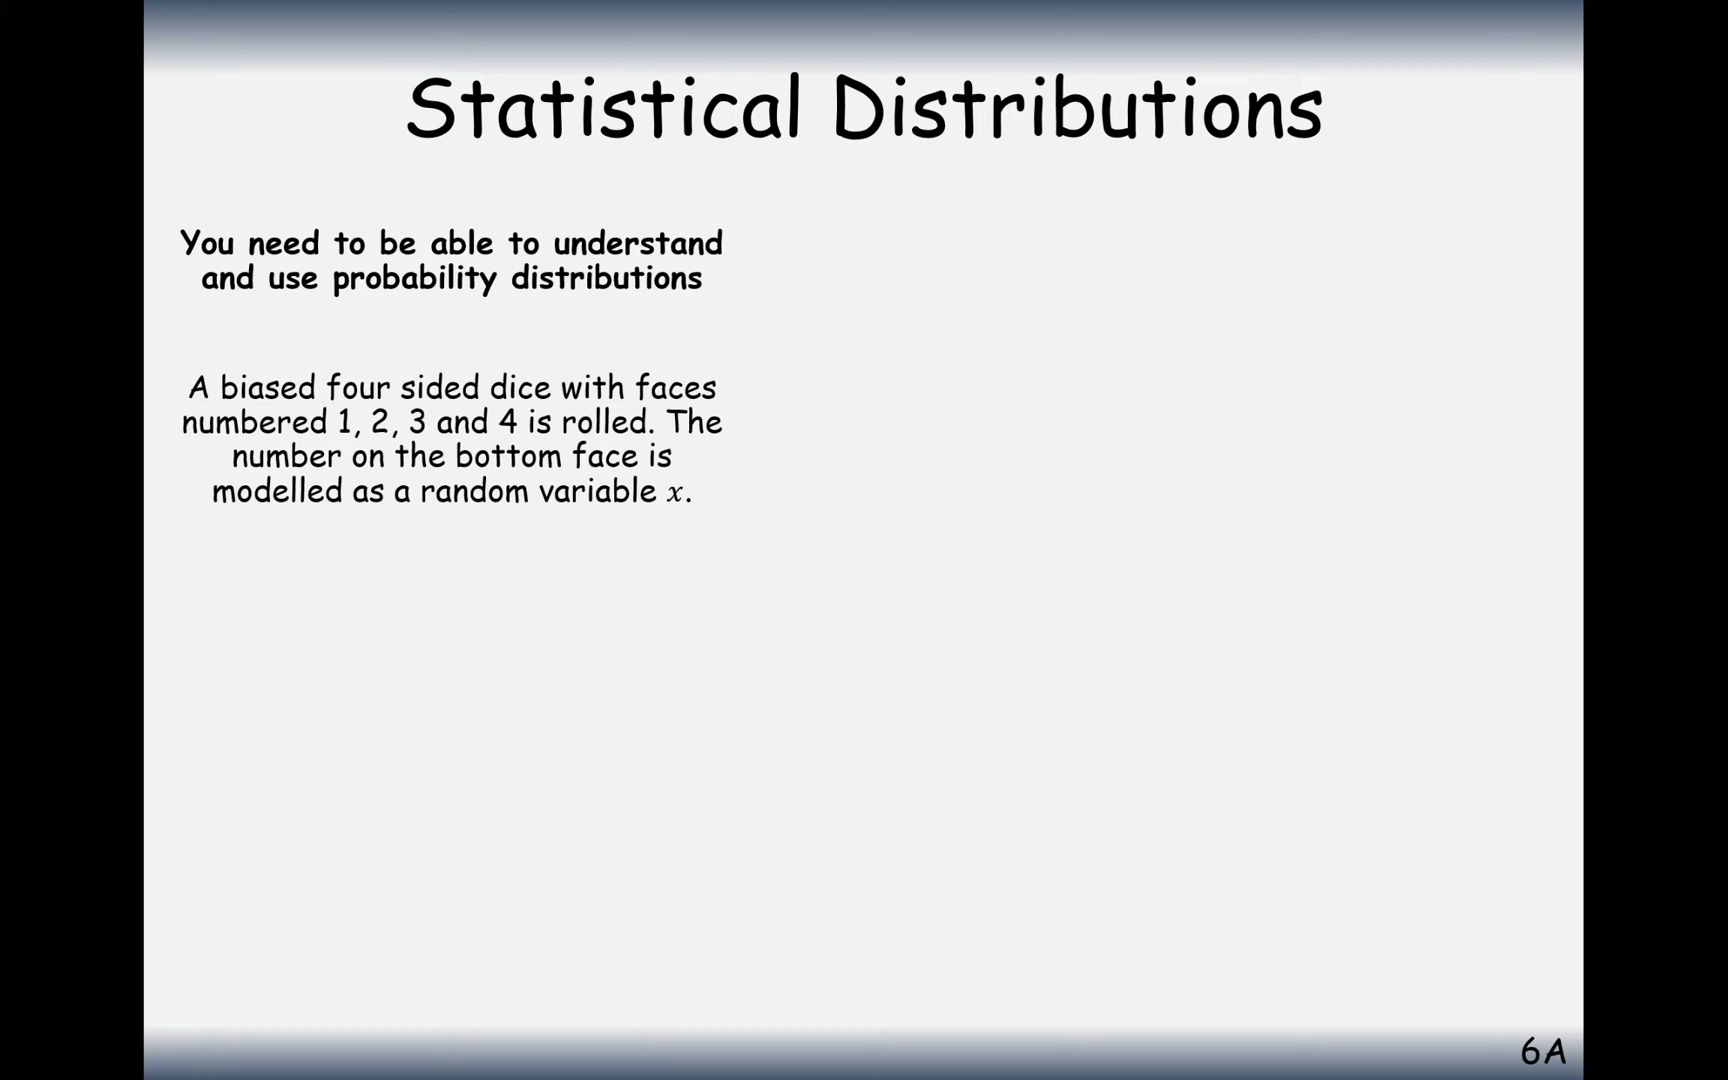 Statistical Distributions
You need to be able to understand
and use probability distributions
A biased four sided dice with faces
numbered 1, 2, 3 and 4 is rolled. The
number on the bottom face is
modelled as a random variable x.
6A